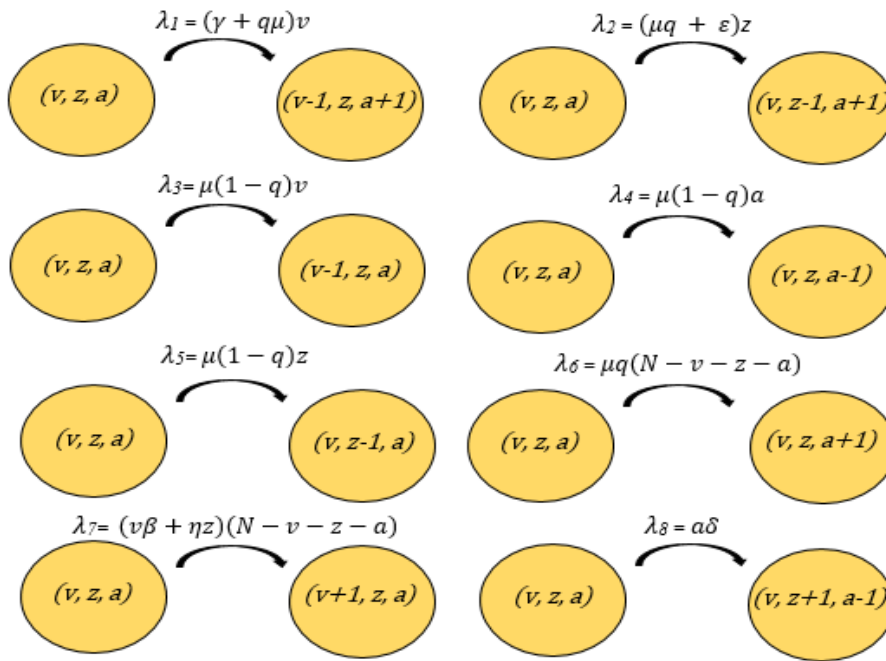 λ1= (γ + qμ)v
λ2= (μq + ε)z
(v, z, a)
(v-1, z, a+1)
(v, z, a)
(v, z-1, a+1)
λ3= μ(1 − q)v
λ4= μ(1 − q)a
(v, z, a)
(v-1, z, a)
(v, z, a)
(v, z, a-1)
λ5= μ(1 − q)z
λ6= μq(N − v − z − a)
(v, z, a)
(v, z-1, a)
(v, z, a)
(v, z, a+1)
λ7= (vβ + ηz)(N − v − z − a)
λ8= aδ
(v, z, a)
(v+1, z, a)
(v, z, a)
(v, z+1, a-1)